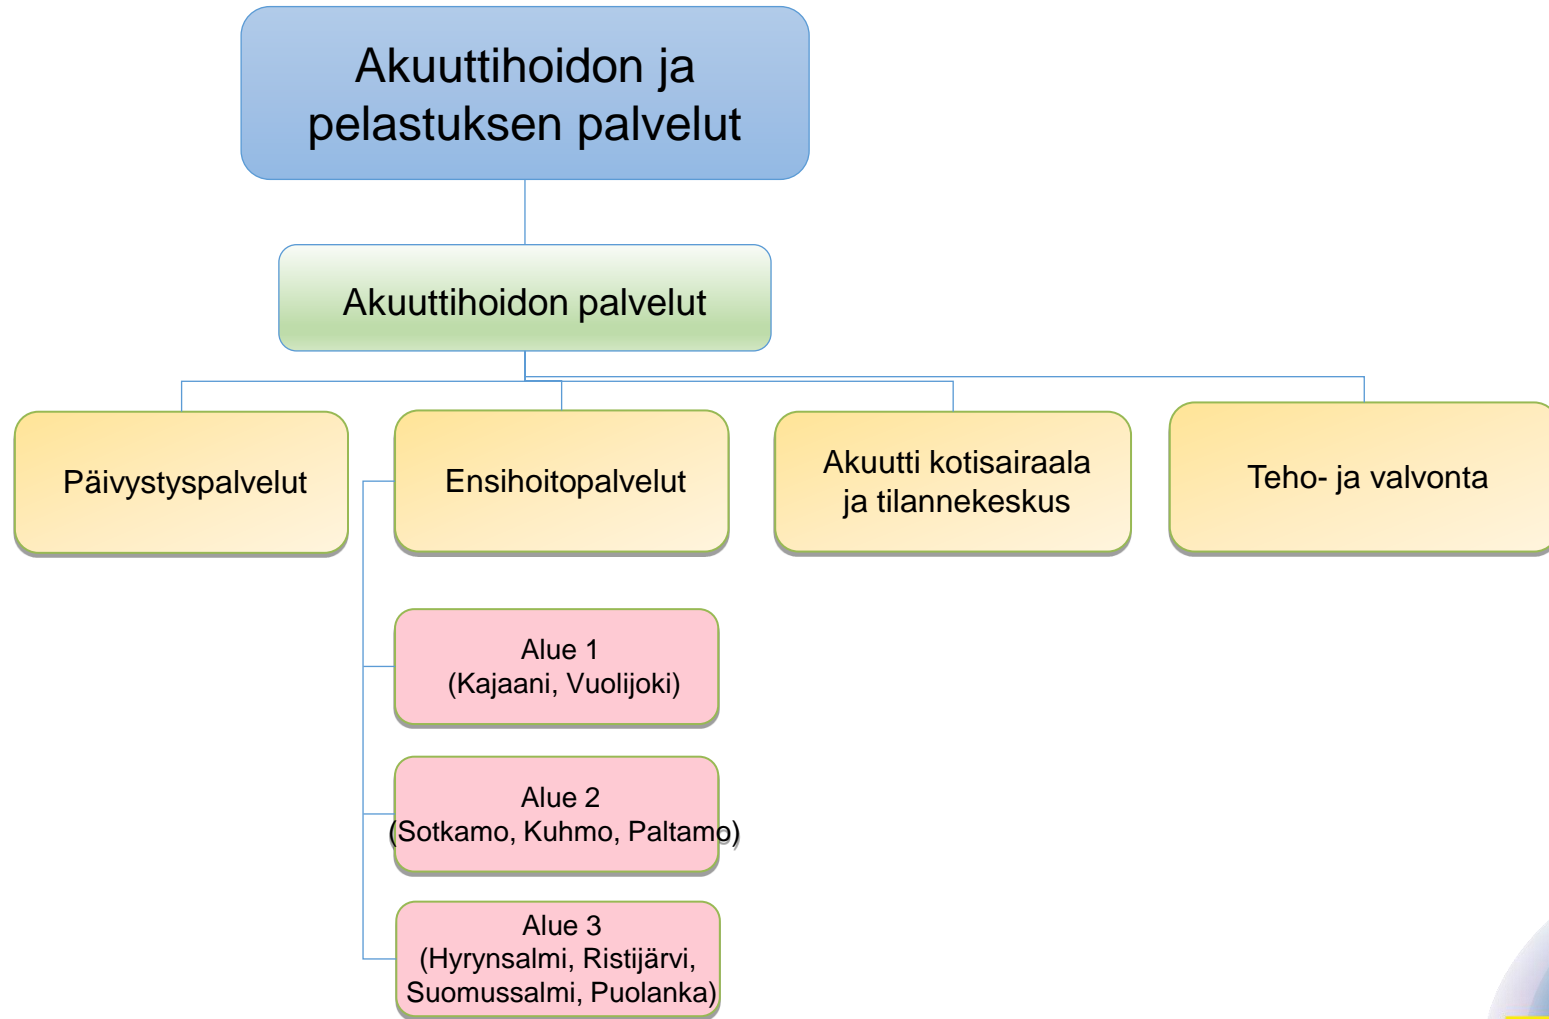 Akuuttihoidon ja
pelastuksen palvelut
Akuuttihoidon palvelut
Päivystyspalvelut
Ensihoitopalvelut
Akuutti kotisairaala
ja tilannekeskus
Teho- ja valvonta
Alue 1
(Kajaani, Vuolijoki)
Alue 2
(Sotkamo, Kuhmo, Paltamo)
Alue 3
(Hyrynsalmi, Ristijärvi,
Suomussalmi, Puolanka)